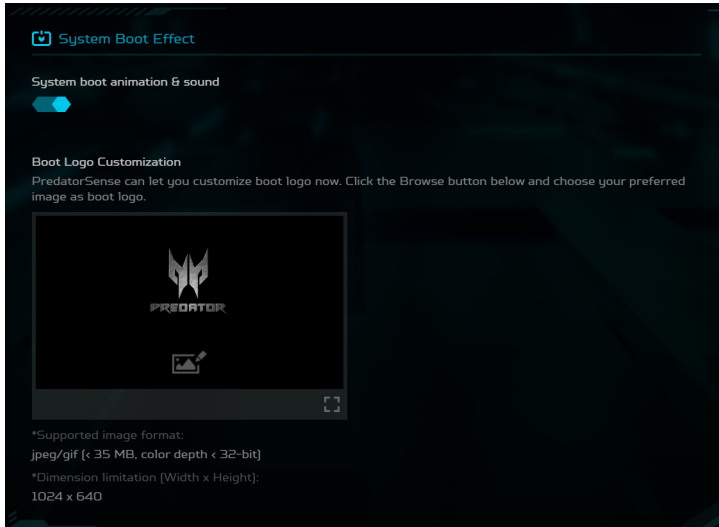 System Boot Effect
System boot animation & sound
Boot Logo Customization
PredatorSense can let you customize boot logo now. Click the Browse button below and choose your preferred
image as boot logo.
PREDATOR
*Supported image format:
jpeg/gif (< 35 MB, color depth < 32-bit)
*Dimension limitation (Width x Height):
1024 x 640